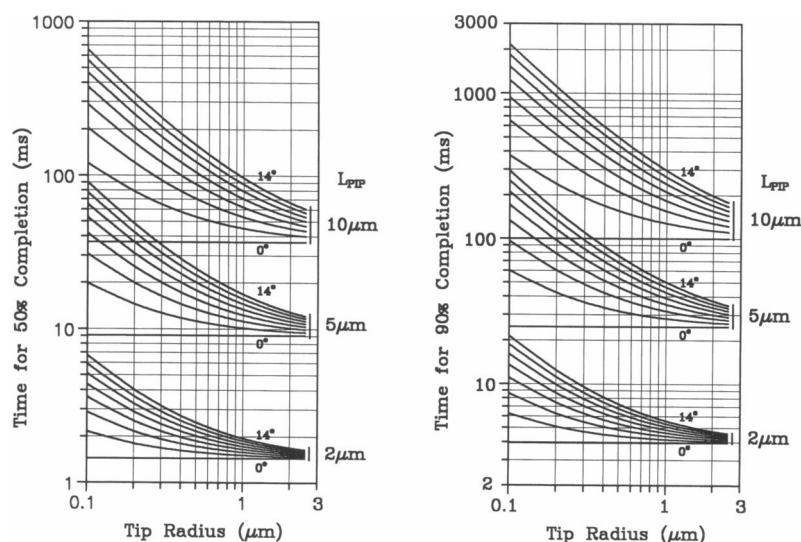 Time for 50% Completion (ms)
1000
100
10
1
14°
0°
14°
0°
14°
0°
L_PIP
10μm
5μm
2μm
0.1
1
3
Tip Radius (μm)
Time for 90% Completion (ms)
3000
1000
100
10
2
14°
0°
14°
0°
14°
0°
L_PIP
10μm
5μm
2μm
0.1
1
3
Tip Radius (μm)